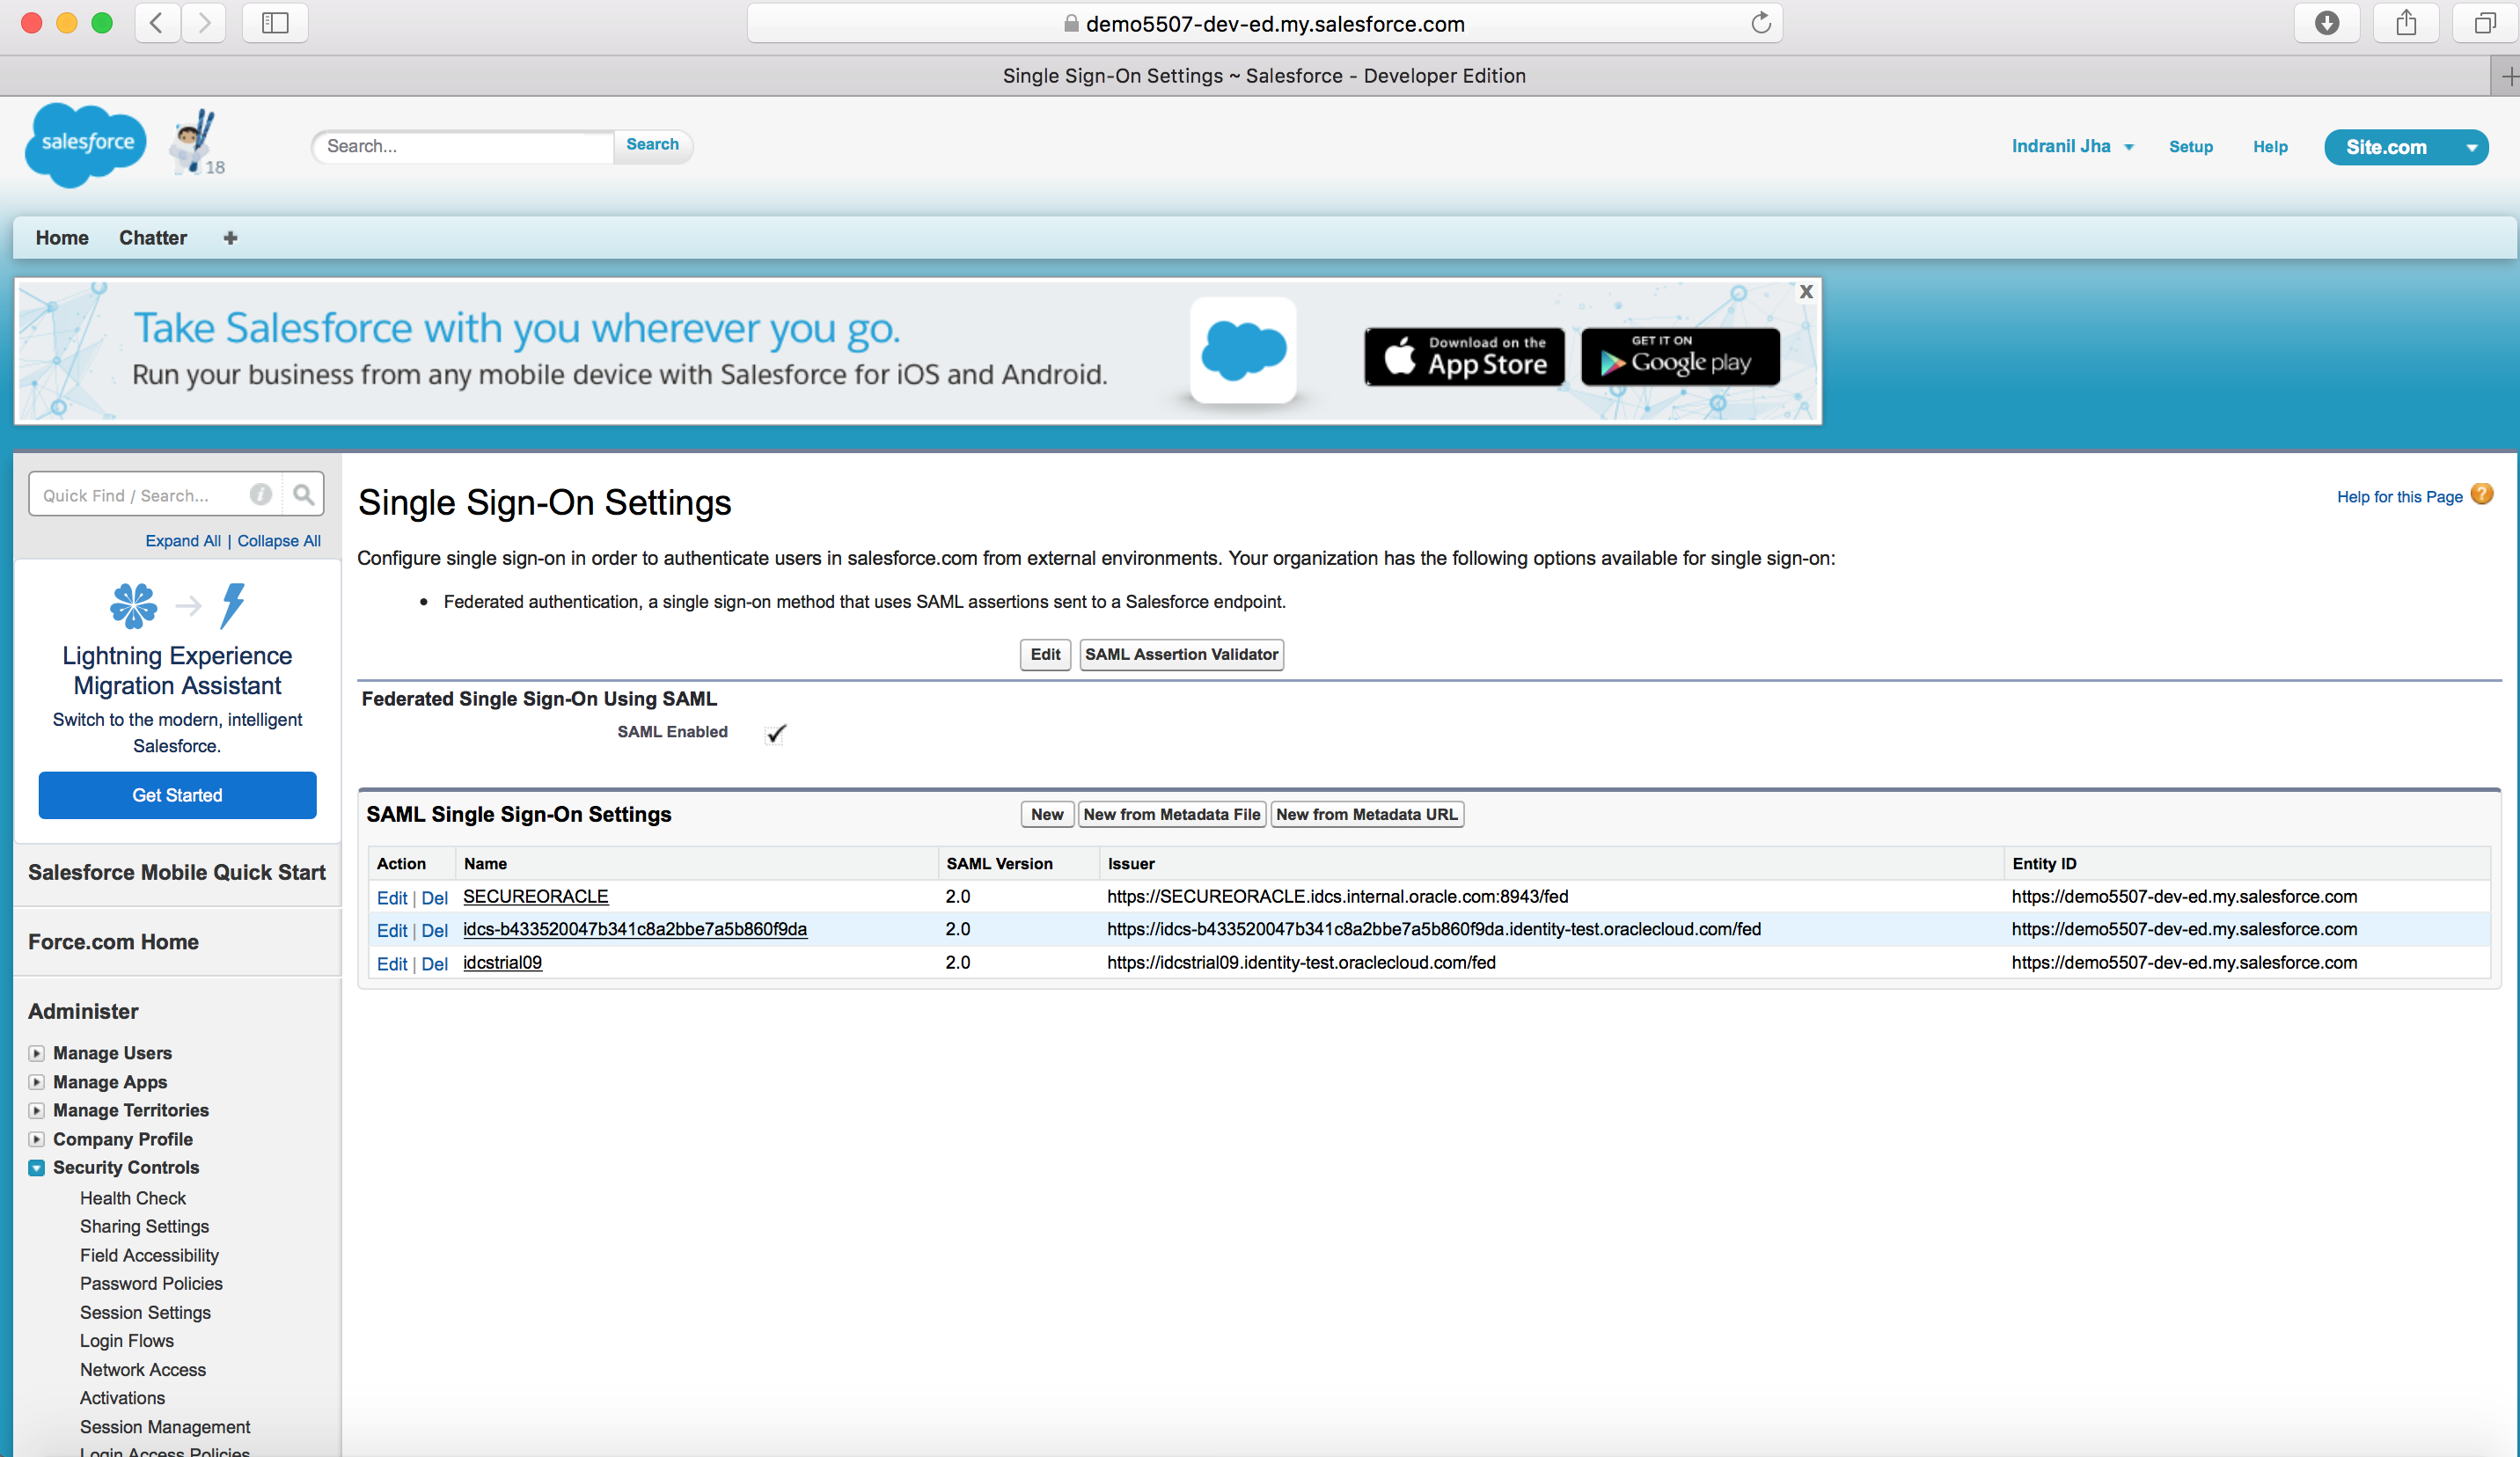 demo5507-dev-ed.my.salesforce.com
Single Sign-On Settings ~ Salesforce - Developer Edition
salesforce
18
Search...
Search
Indranil Jha
Setup
Help
Site.com
Home
Chatter
Take Salesforce with you wherever you go.
Run your business from any mobile device with Salesforce for iOS and Android.
Download on the
App Store
GET IT ON
Google play
X
Quick Find / Search...
Expand All | Collapse All
Lightning Experience
Migration Assistant
Switch to the modern, intelligent
Salesforce.
Get Started
Salesforce Mobile Quick Start
Force.com Home
Administer
Manage Users
Manage Apps
Manage Territories
Company Profile
Security Controls
Health Check
Sharing Settings
Field Accessibility
Password Policies
Session Settings
Login Flows
Network Access
Activations
Session Management
Login Access Policies
Single Sign-On Settings
Help for this Page
Configure single sign-on in order to authenticate users in salesforce.com from external environments. Your organization has the following options available for single sign-on:
• Federated authentication, a single sign-on method that uses SAML assertions sent to a Salesforce endpoint.
Edit
SAML Assertion Validator
Federated Single Sign-On Using SAML
SAML Enabled
SAML Single Sign-On Settings
New
New from Metadata File
New from Metadata URL
Action Name SAML Version Issuer Entity ID
Edit | Del SECUREORACLE 2.0 https://SECUREORACLE.idcs.internal.oracle.com:8943/fed https://demo5507-dev-ed.my.salesforce.com
Edit | Del idcs-b433520047b341c8a2bbe7a5b860f9da 2.0 https://idcs-b433520047b341c8a2bbe7a5b860f9da.identity-test.oraclecloud.com/fed https://demo5507-dev-ed.my.salesforce.com
Edit | Del idcstrial09 2.0 https://idcstrial09.identity-test.oraclecloud.com/fed https://demo5507-dev-ed.my.salesforce.com